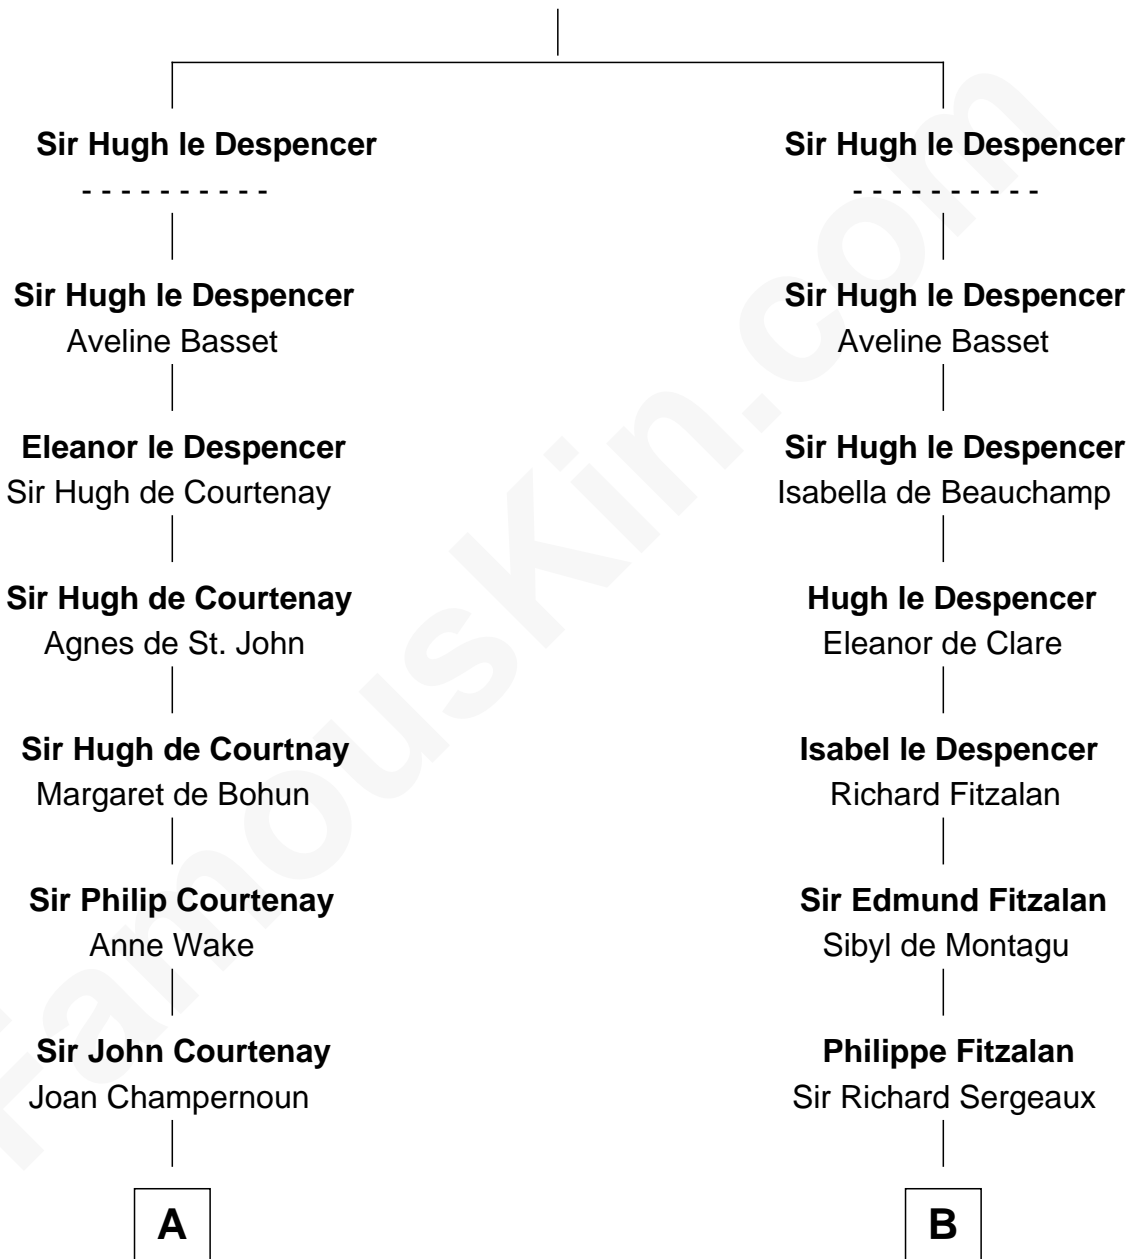 Sir Hugh le Despencer
- - - - - - - - - -
Sir Hugh le Despencer
Aveline Basset
Eleanor le Despencer
Sir Hugh de Courtenay
Sir Hugh de Courtenay
Agnes de St. John
Sir Hugh de Courtnay
Margaret de Bohun
Sir Philip Courtenay
Anne Wake
Sir John Courtenay
Joan Champernoun
A
Sir Hugh le Despencer
- - - - - - - - - -
Sir Hugh le Despencer
Aveline Basset
Sir Hugh le Despencer
Isabella de Beauchamp
Hugh le Despencer
Eleanor de Clare
Isabel le Despencer
Richard Fitzalan
Sir Edmund Fitzalan
Sibyl de Montagu
Philippe Fitzalan
Sir Richard Sergeaux
B
FamousKin.com